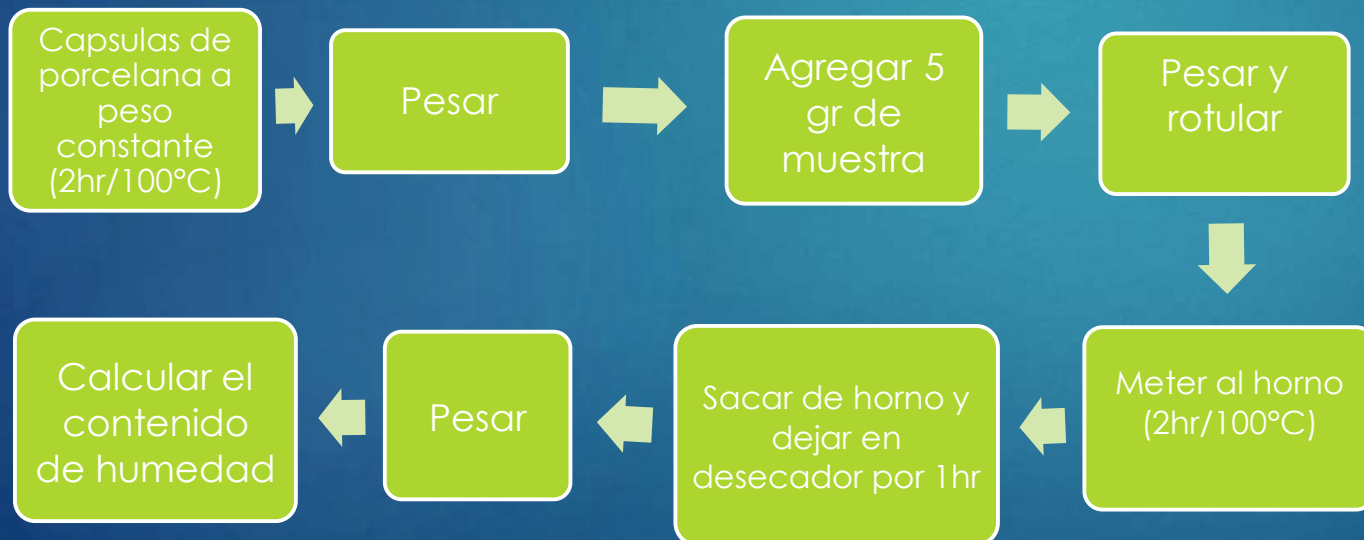 Capsulas de
porcelana a
peso
constante
(2hr/100°C)
Pesar
Agregar 5
gr de
muestra
Pesar y
rotular
Meter al horno
(2hr/100°C)
Sacar de horno y
dejar en
desecador por 1hr
Pesar
Calcular el
contenido
de humedad